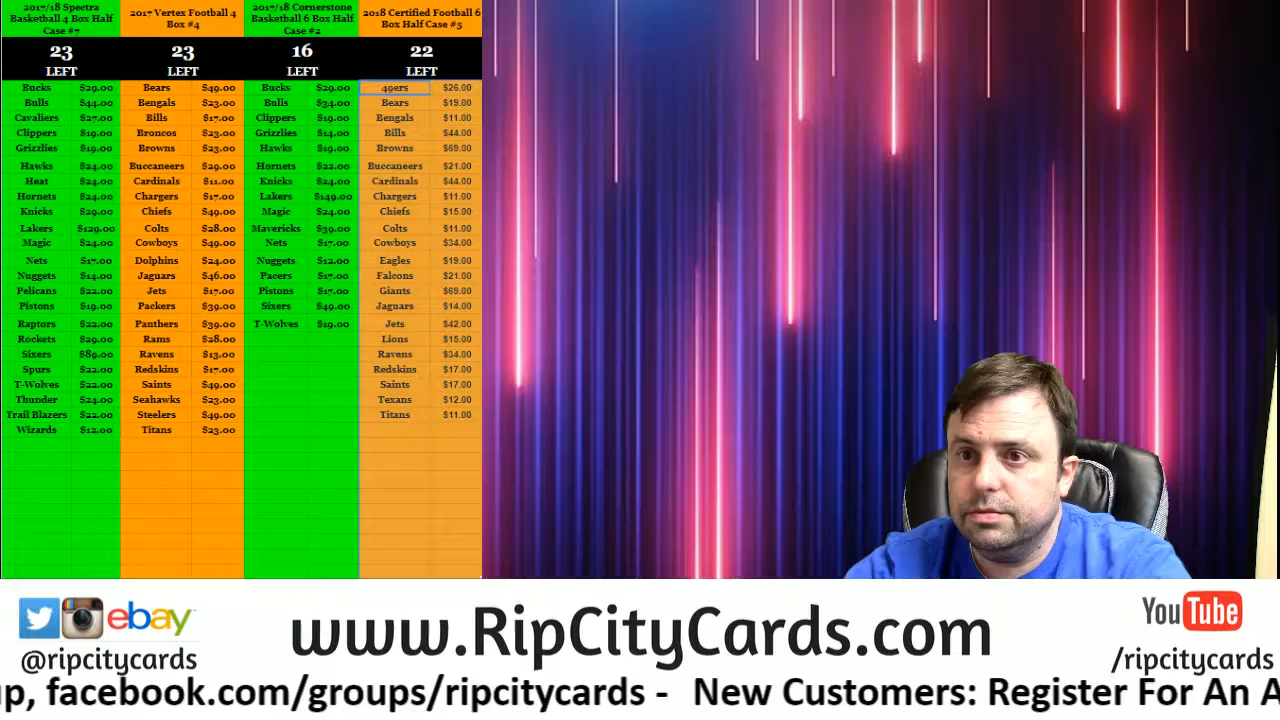 2017/18 Spectra
Basketball 4 Box Half
Case #7
23
LEFT
Bucks $29.00
Bulls $44.00
Cavaliers $27.00
Clippers $19.00
Grizzlies $19.00
Hawks $24.00
Heat $24.00
Hornets $24.00
Knicks $29.00
Lakers $129.00
Magic $24.00
Nets $17.00
Nuggets $14.00
Pelicans $22.00
Pistons $19.00
Raptors $22.00
Rockets $29.00
Sixers $89.00
Spurs $22.00
T-Wolves $22.00
Thunder $24.00
Trail Blazers $22.00
Wizards $12.00
2017 Vertex Football 4
Box #4
23
LEFT
Bears $49.00
Bengals $23.00
Bills $17.00
Broncos $23.00
Browns $23.00
Buccaneers $29.00
Cardinals $11.00
Chargers $17.00
Chiefs $49.00
Colts $28.00
Cowboys $49.00
Dolphins $24.00
Jaguars $46.00
Jets $17.00
Packers $39.00
Panthers $39.00
Rams $28.00
Ravens $13.00
Redskins $17.00
Saints $49.00
Seahawks $23.00
Steelers $49.00
Titans $23.00
2017/18 Cornerstone
Basketball 6 Box Half
Case #2
16
LEFT
Bucks $29.00
Bulls $34.00
Clippers $19.00
Grizzlies $14.00
Hawks $19.00
Hornets $22.00
Knicks $24.00
Lakers $149.00
Magic $24.00
Mavericks $39.00
Nets $17.00
Nuggets $12.00
Pacers $17.00
Pistons $17.00
Sixers $49.00
T-Wolves $19.00
2018 Certified Football 6
Box Half Case #5
22
LEFT
49ers $26.00
Bears $19.00
Bengals $11.00
Bills $44.00
Browns $69.00
Buccaneers $21.00
Cardinals $44.00
Chargers $11.00
Chiefs $15.00
Colts $11.00
Cowboys $34.00
Eagles $19.00
Falcons $21.00
Giants $69.00
Jaguars $14.00
Jets $42.00
Lions $15.00
Ravens $34.00
Redskins $17.00
Saints $17.00
Texans $12.00
Titans $11.00
ebay
@ripcitycards
www.RipCityCards.com
YouTube
/ripcitycards
up, facebook.com/groups/ripcitycards - New Customers: Register For An A